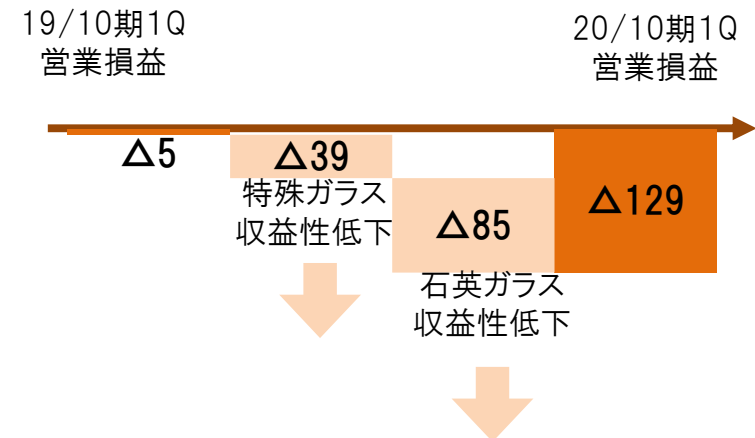 19/10期1Q
営業損益
20/10期1Q
営業損益
△5
△39
特殊ガラス
収益性低下
△85
石英ガラス
収益性低下
△129